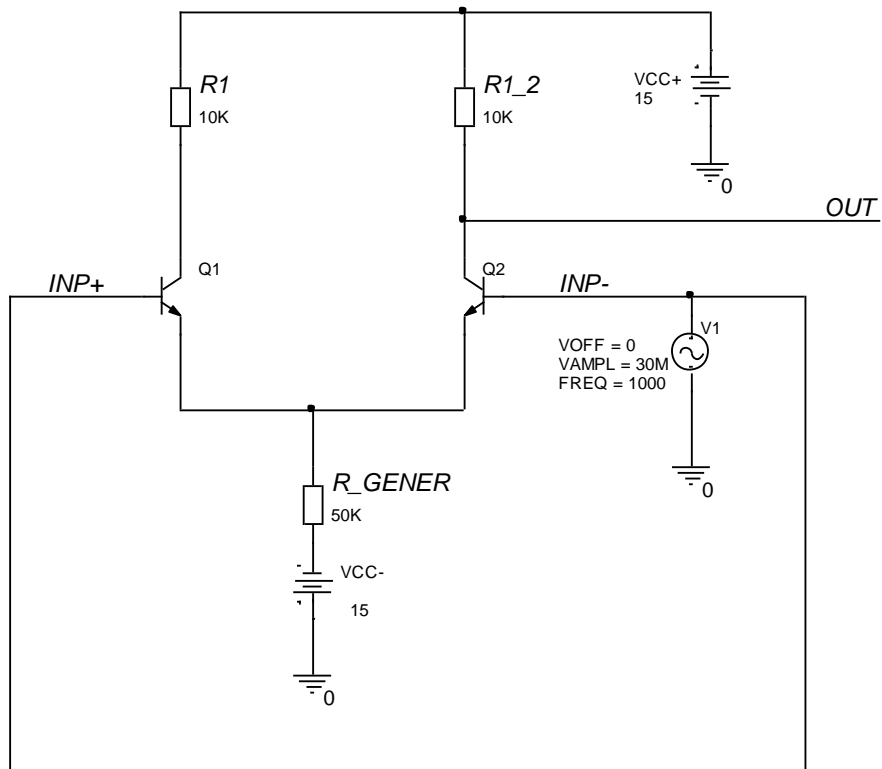 R1
10K
R1_2
10K
VCC+
15
0
OUT
Q1
Q2
INP+
INP-
V1
VOFF = 0
VAMPL = 30M
FREQ = 1000
0
R_GENER
50K
VCC-
15
0